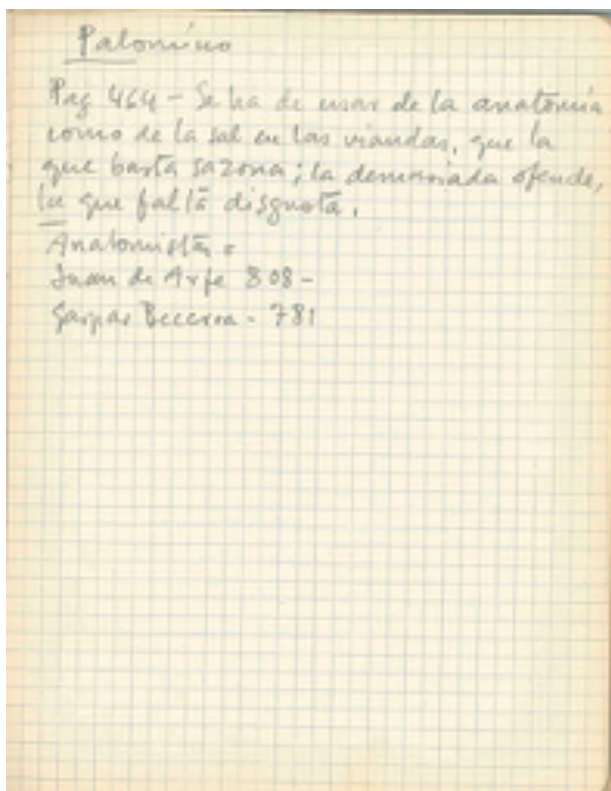 Palomino
Pag 464 - Se ha de usar de la anatomia
como de la sal en las viandas, que la
que basta sazona; la demasiada ofende,
la que falta disgusta.
Anatomistas =
Juan de Arfe 808 -
Gaspar Becerra - 781